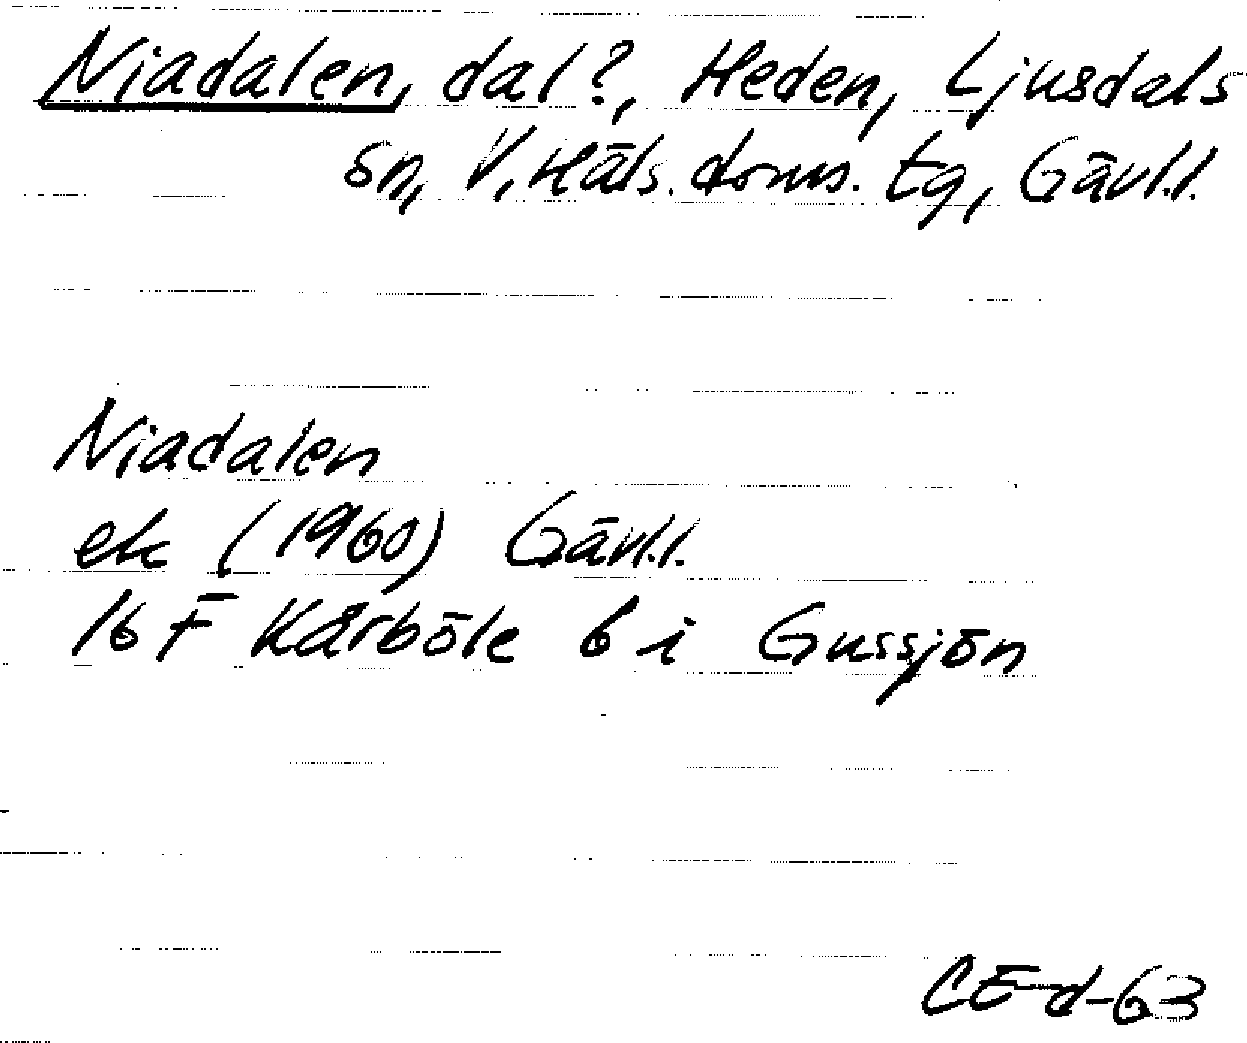 Niadalen, dal?, Heden, Ljusdals
sn, V. Häls. doms. tg, Gävl.l.
Niadalen
ek (1960) Gävl.l.
16 F Kårböle 6 i Gussjön
CE-d-63